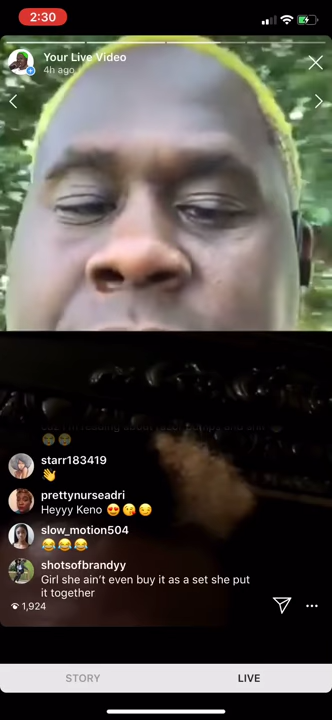 2:30
Your Live Video
4h ago
starr183419
👋
prettynurseadri
Heyyy Keno 😍😘😏
slow_motion504
😂😂😂
shotsofbrandyy
Girl she ain't even buy it as a set she put
it together
1,924
STORY LIVE